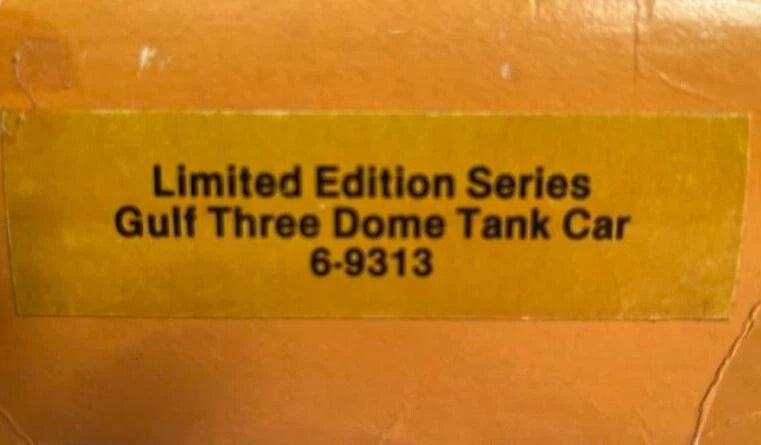 Limited Edition Series
Gulf Three Dome Tank Car
6-9313